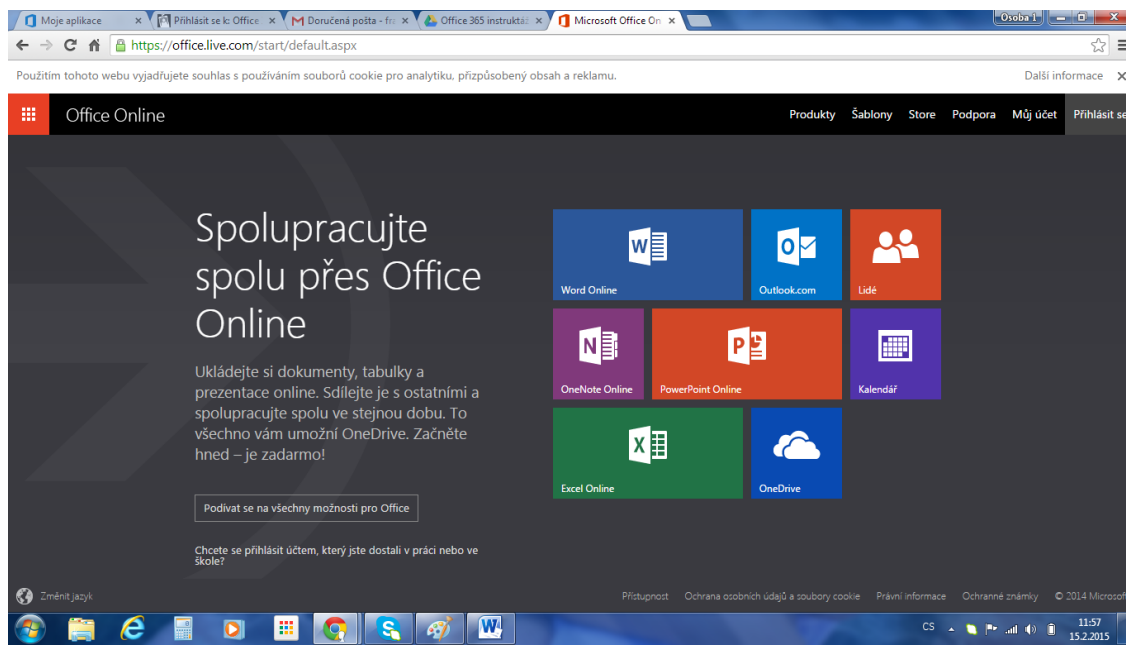 Moje aplikace
Přihlásit se k Office
Doručená pošta - fra
Office 365 instruktáž
Microsoft Office On
Osoba 1
https://office.live.com/start/default.aspx
Použitím tohoto webu vyjadřujete souhlas s používáním souborů cookie pro analytiku, přizpůsobený obsah a reklamu.
Další informace
Office Online
Produkty Šablony Store Podpora Můj účet Přihlásit se
Spolupracujte
spolu přes Office
Online
Ukládejte si dokumenty, tabulky a
prezentace online. Sdílejte je s ostatními a
spolupracujte spolu ve stejnou dobu. To
všechno vám umožní OneDrive. Začněte
hned – je zadarmo!
Podívat se na všechny možnosti pro Office
Chcete se přihlásit účtem, který jste dostali v práci nebo ve
škole?
Word Online
Outlook.com
Lidé
OneNote Online
PowerPoint Online
Kalendář
Excel Online
OneDrive
Změnit jazyk
Přístupnost Ochrana osobních údajů a soubory cookie Právní informace Ochranné známky © 2014 Microsoft
CS
11:57
15.2.2015